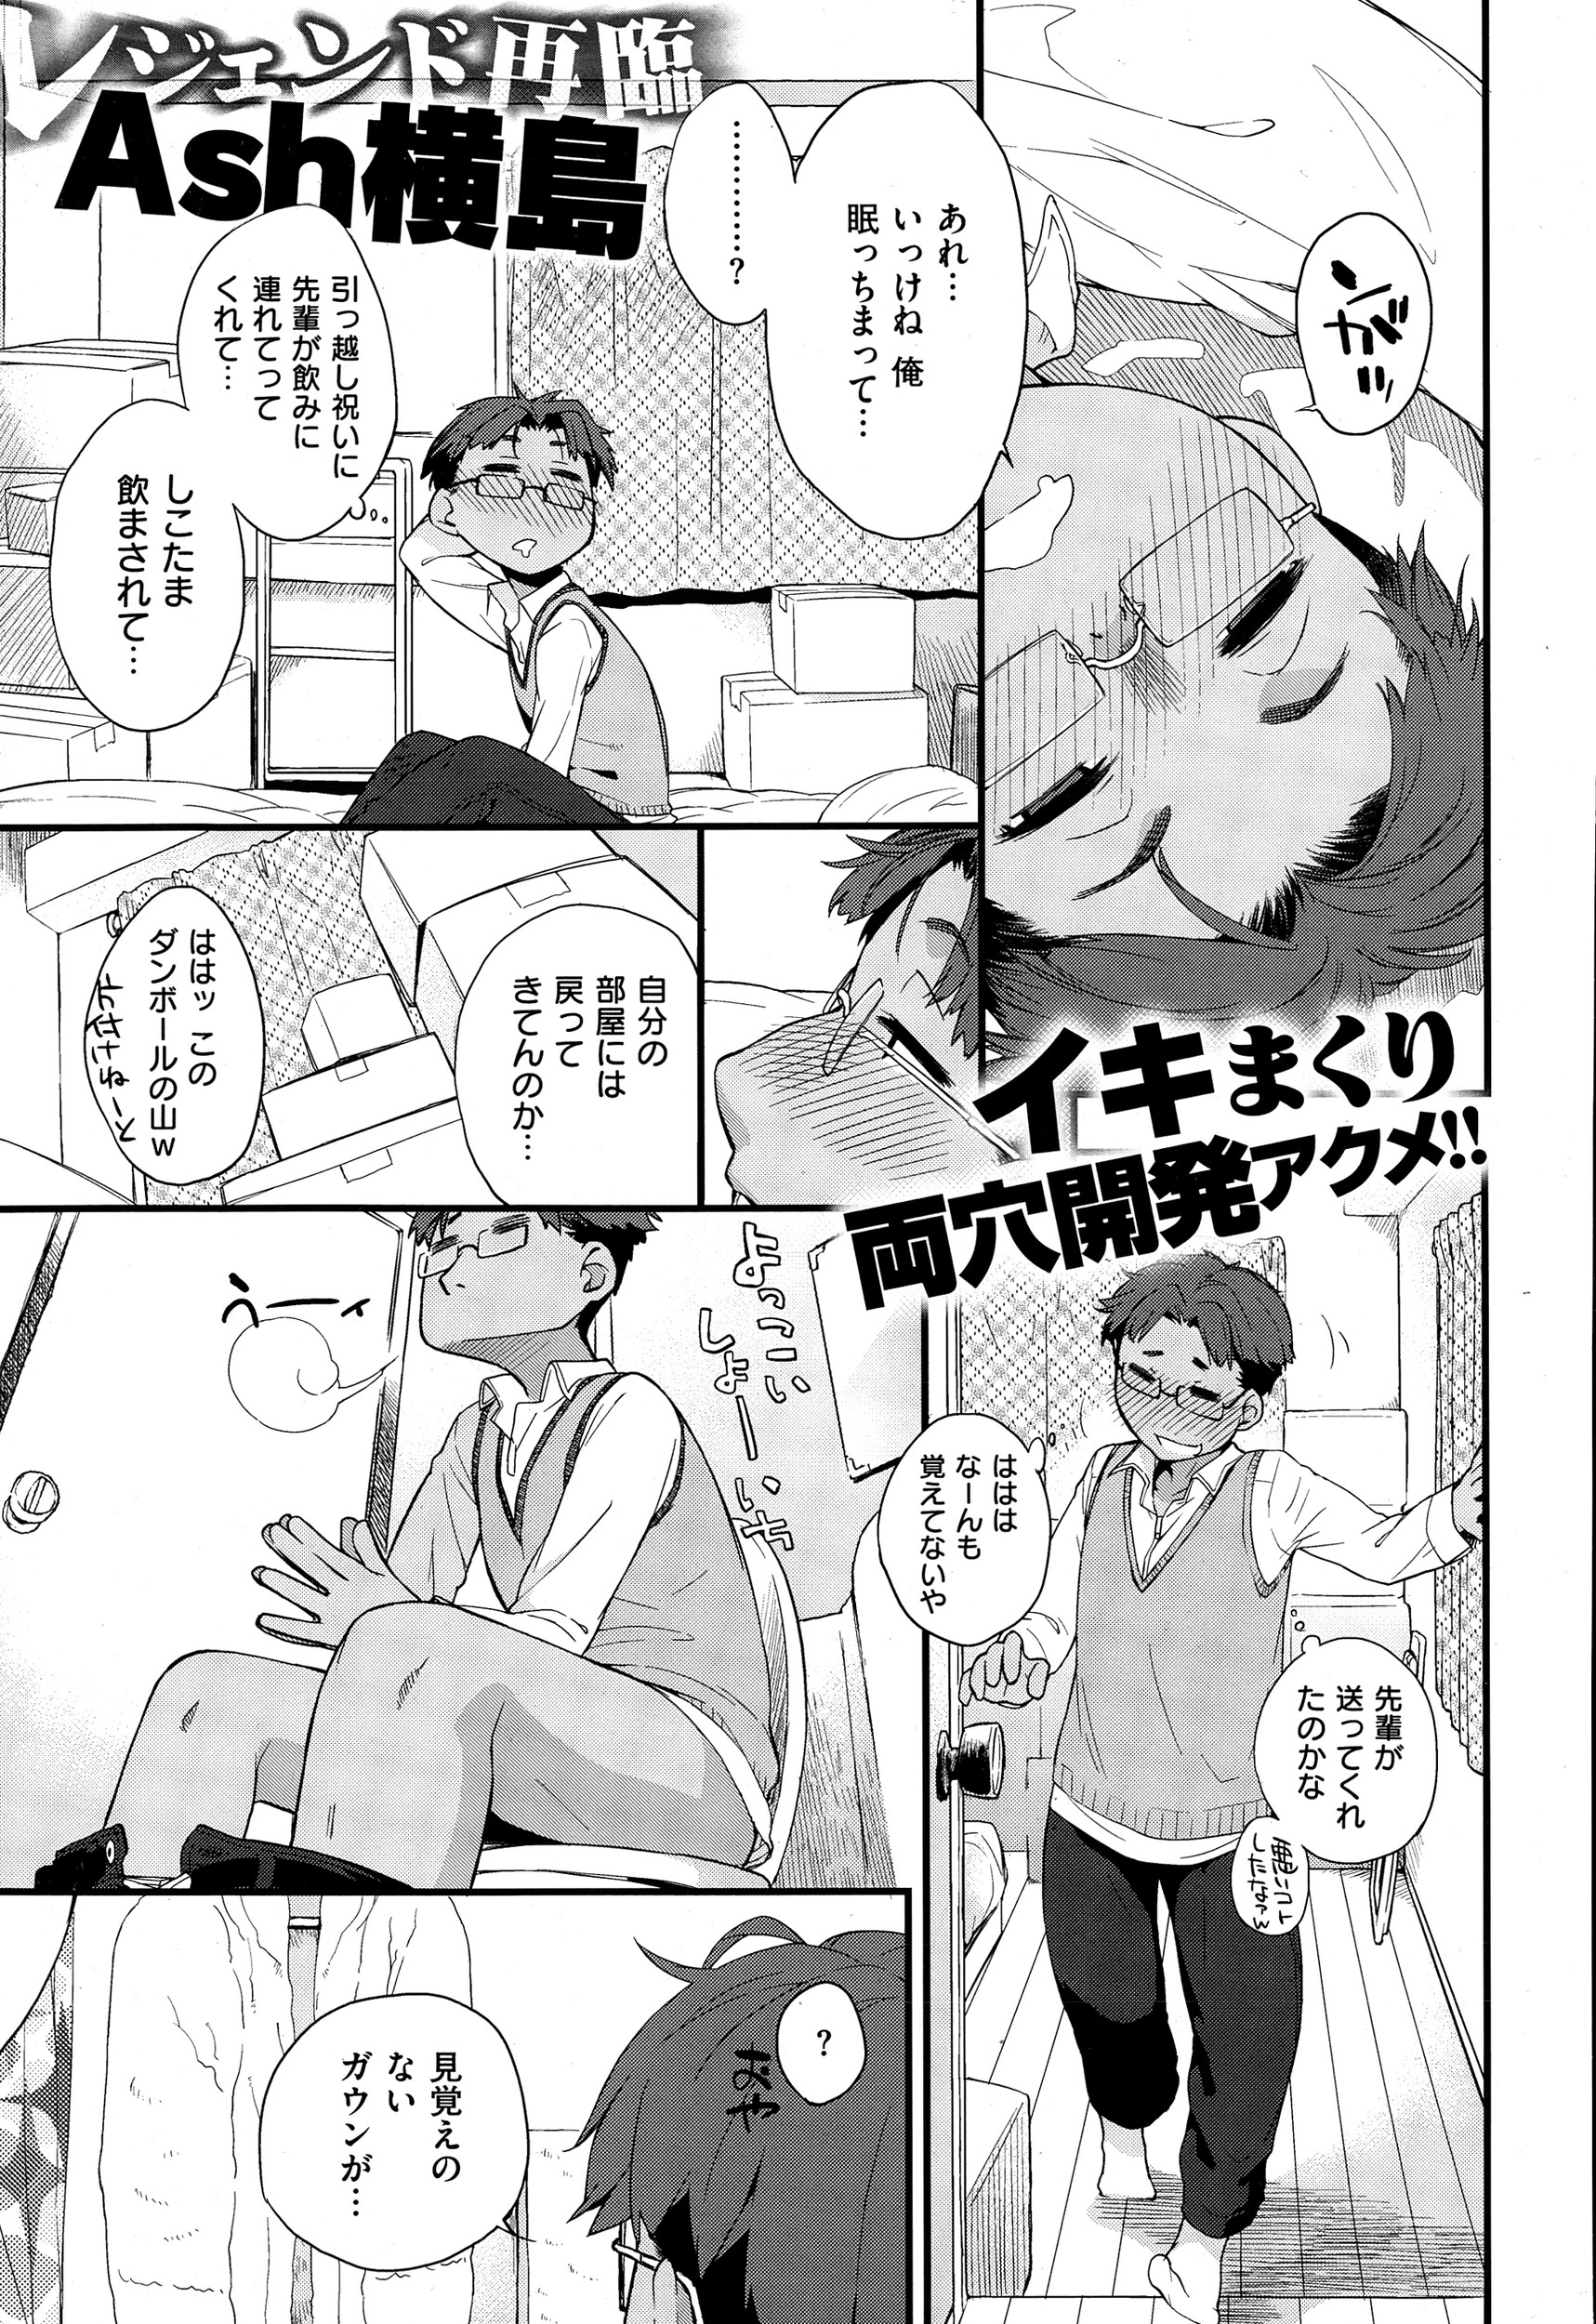 レジェンド再臨
Ash横島
ンガッ
あれ…
いっけね 俺
眠っちまって…
…………?
引っ越し祝いに
先輩が飲みに
連れてって
くれて…
しこたま
飲まされて…
イキまくり
両穴開発アクメ!!
自分の
部屋には
戻って
きてんのか…
ははッ この
ダンボールの山w
片付けねーと
ははは
なーんも
覚えてないや
先輩が
送ってくれ
たのかな
悪いコト
したなァw
よっこい
しょーいち
うーィ
?
おや
見覚えの
ない
ガウンが…